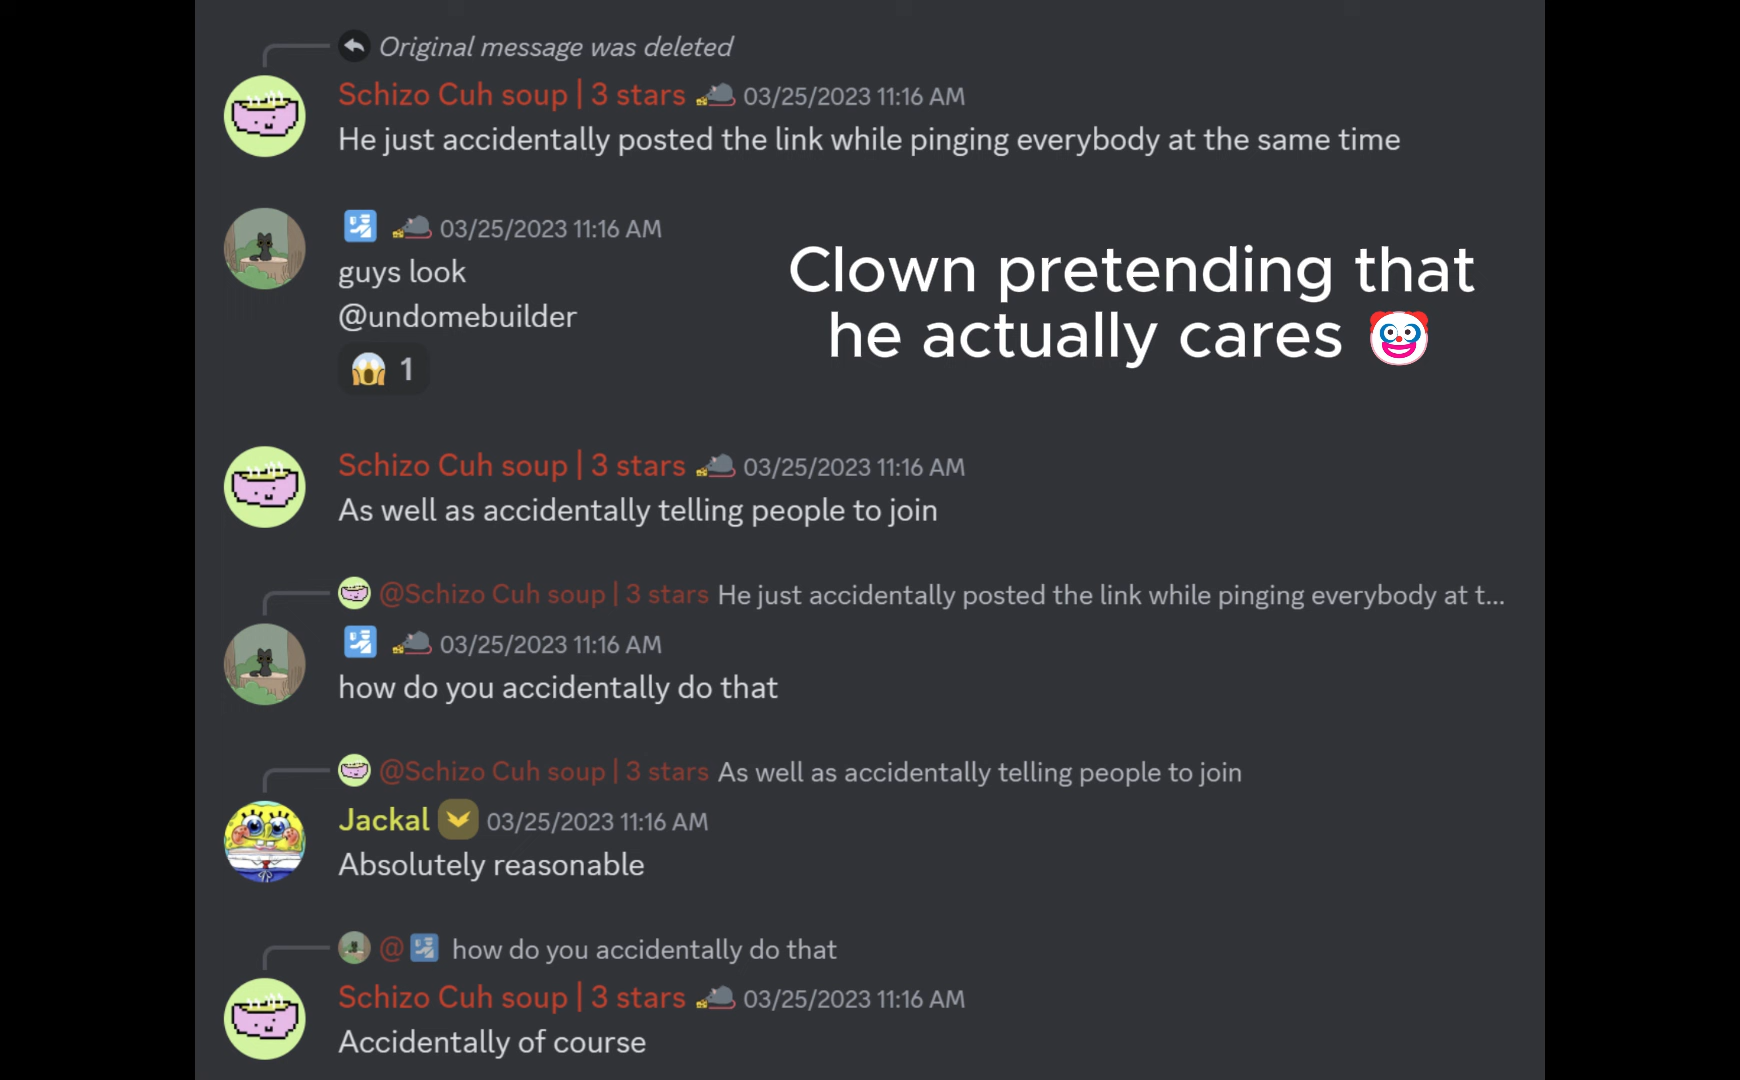 Original message was deleted
Schizo Cuh soup | 3 stars 03/25/2023 11:16 AM
He just accidentally posted the link while pinging everybody at the same time
03/25/2023 11:16 AM
guys look
@undomebuilder
1
Clown pretending that
he actually cares 🤡
Schizo Cuh soup | 3 stars 03/25/2023 11:16 AM
As well as accidentally telling people to join
@Schizo Cuh soup | 3 stars He just accidentally posted the link while pinging everybody at t...
03/25/2023 11:16 AM
how do you accidentally do that
@Schizo Cuh soup | 3 stars As well as accidentally telling people to join
Jackal 03/25/2023 11:16 AM
Absolutely reasonable
@🛂 how do you accidentally do that
Schizo Cuh soup | 3 stars 03/25/2023 11:16 AM
Accidentally of course